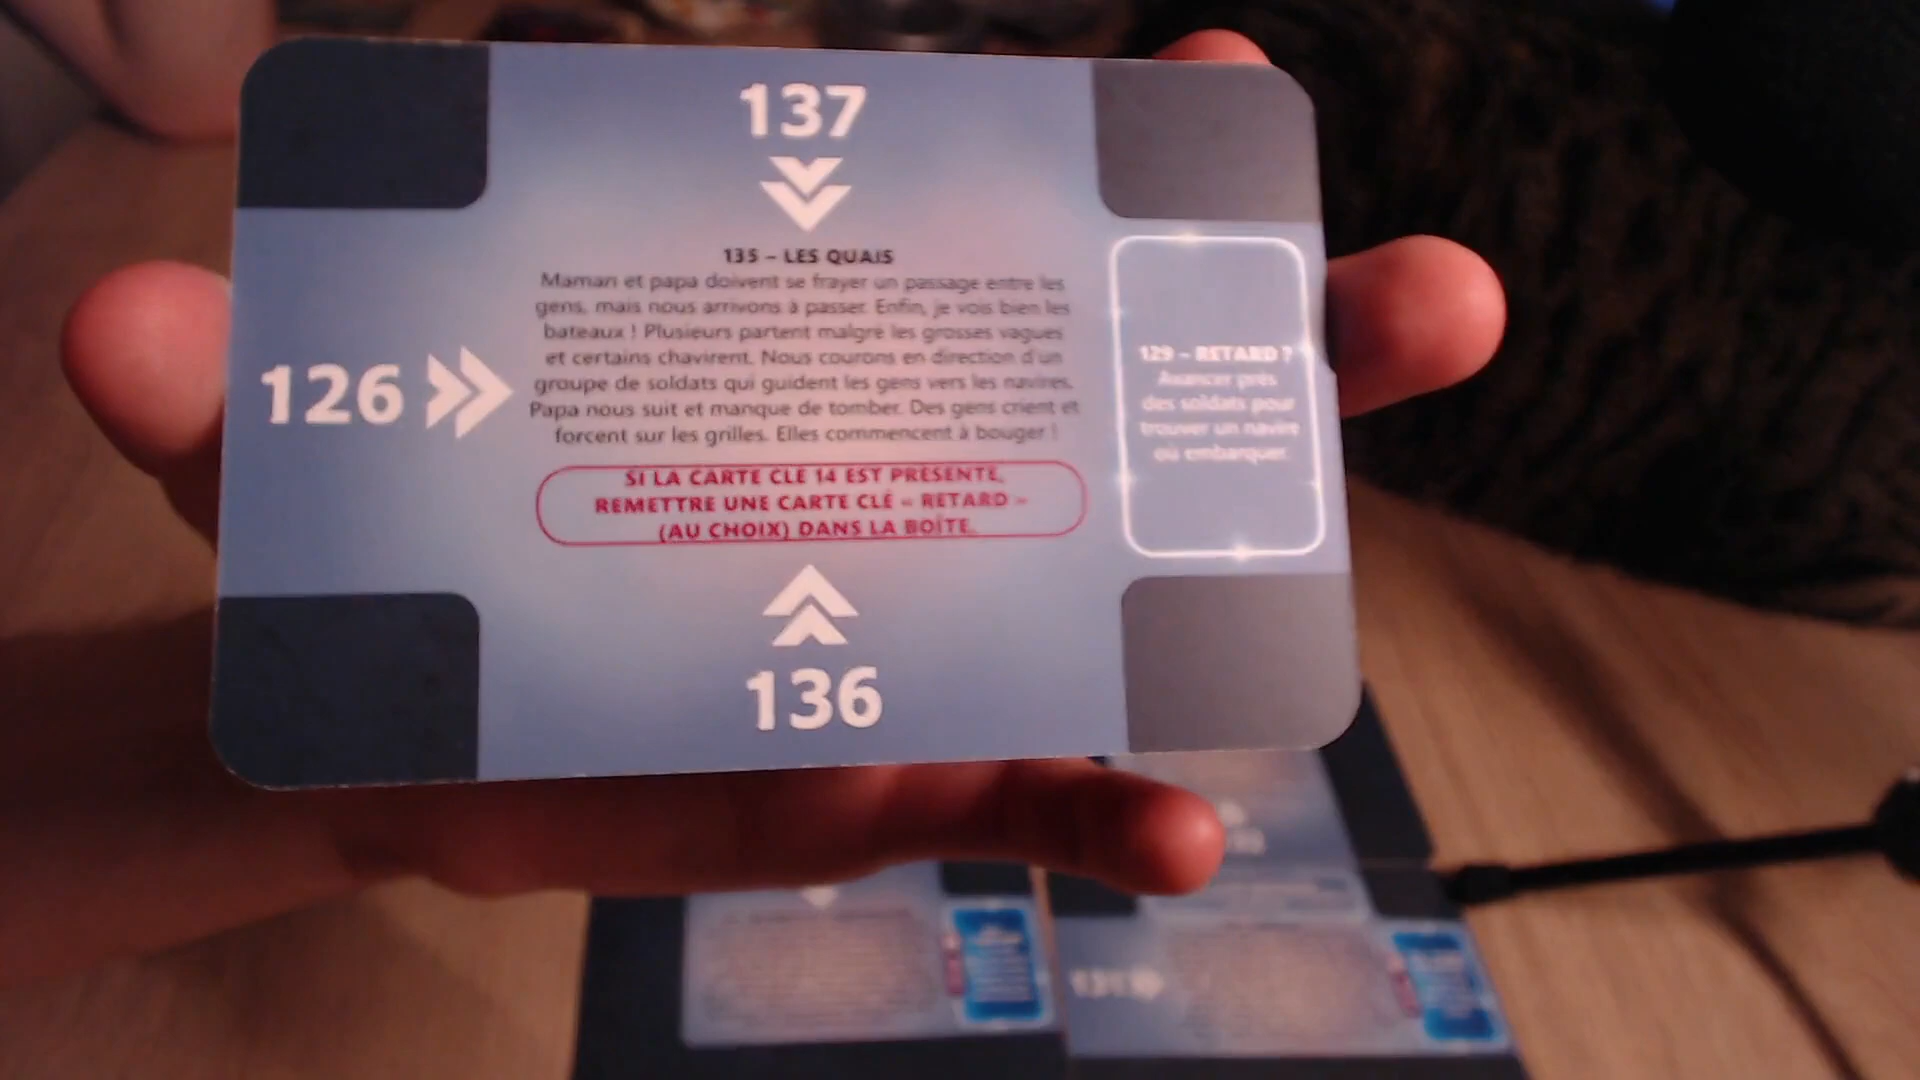 137
135 – LES QUAIS
Maman et papa doivent se frayer un passage entre les
gens, mais nous arrivons à passer. Enfin, je vois bien les
bateaux ! Plusieurs partent malgré les grosses vagues
et certains chavirent. Nous courons en direction d'un
groupe de soldats qui guident les gens vers les navires.
Papa nous suit et manque de tomber. Des gens crient et
forcent sur les grilles. Elles commencent à bouger !
126
129 – RETARD ?
Avancer près
des soldats pour
trouver un navire
où embarquer.
SI LA CARTE CLÉ 14 EST PRÉSENTE,
REMETTRE UNE CARTE CLÉ « RETARD »
(AU CHOIX) DANS LA BOÎTE.
136